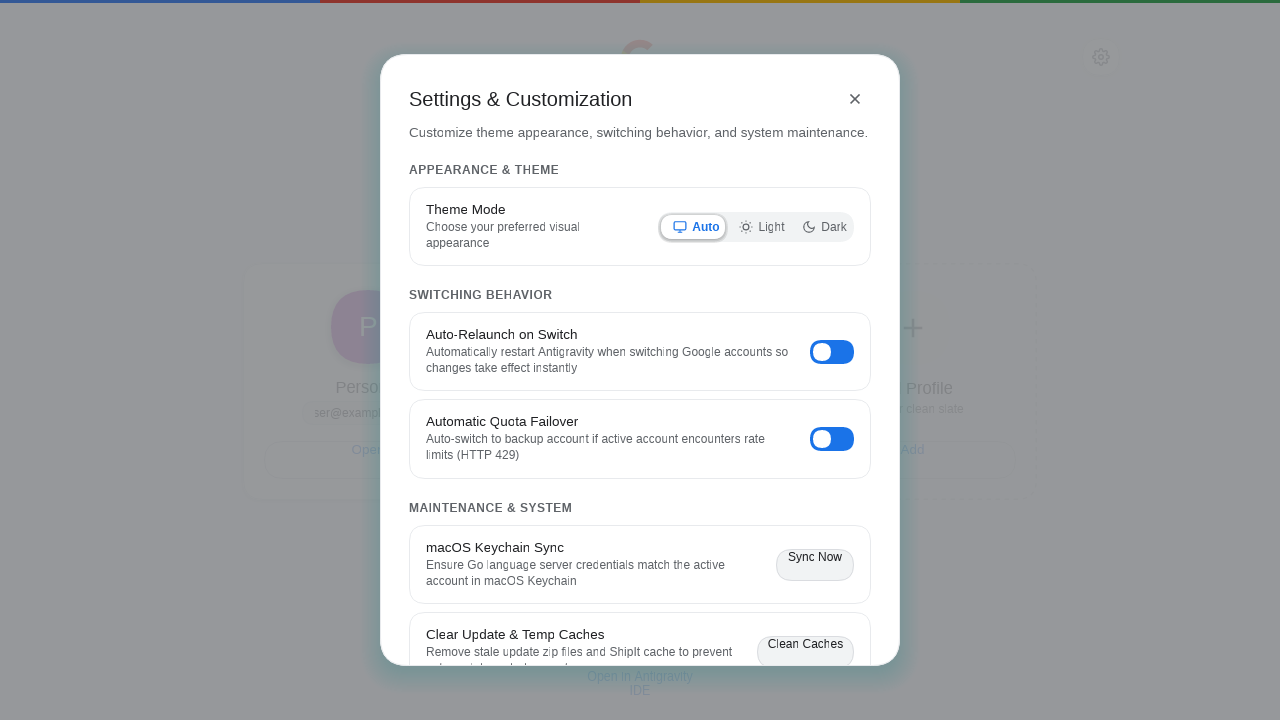 Settings & Customization
Customize theme appearance, switching behavior, and system maintenance.
APPEARANCE & THEME
Theme Mode
Choose your preferred visual
appearance
Auto
Light
Dark
SWITCHING BEHAVIOR
Auto-Relaunch on Switch
Automatically restart Antigravity when switching Google accounts so
changes take effect instantly
Automatic Quota Failover
Auto-switch to backup account if active account encounters rate
limits (HTTP 429)
MAINTENANCE & SYSTEM
macOS Keychain Sync
Ensure Go language server credentials match the active
account in macOS Keychain
Sync Now
Clear Update & Temp Caches
Remove stale update zip files and ShipIt cache to prevent
Clean Caches
P
Perso
ser@exampl
Open
Profile
clean slate
Add
Open in Antigravity
IDE